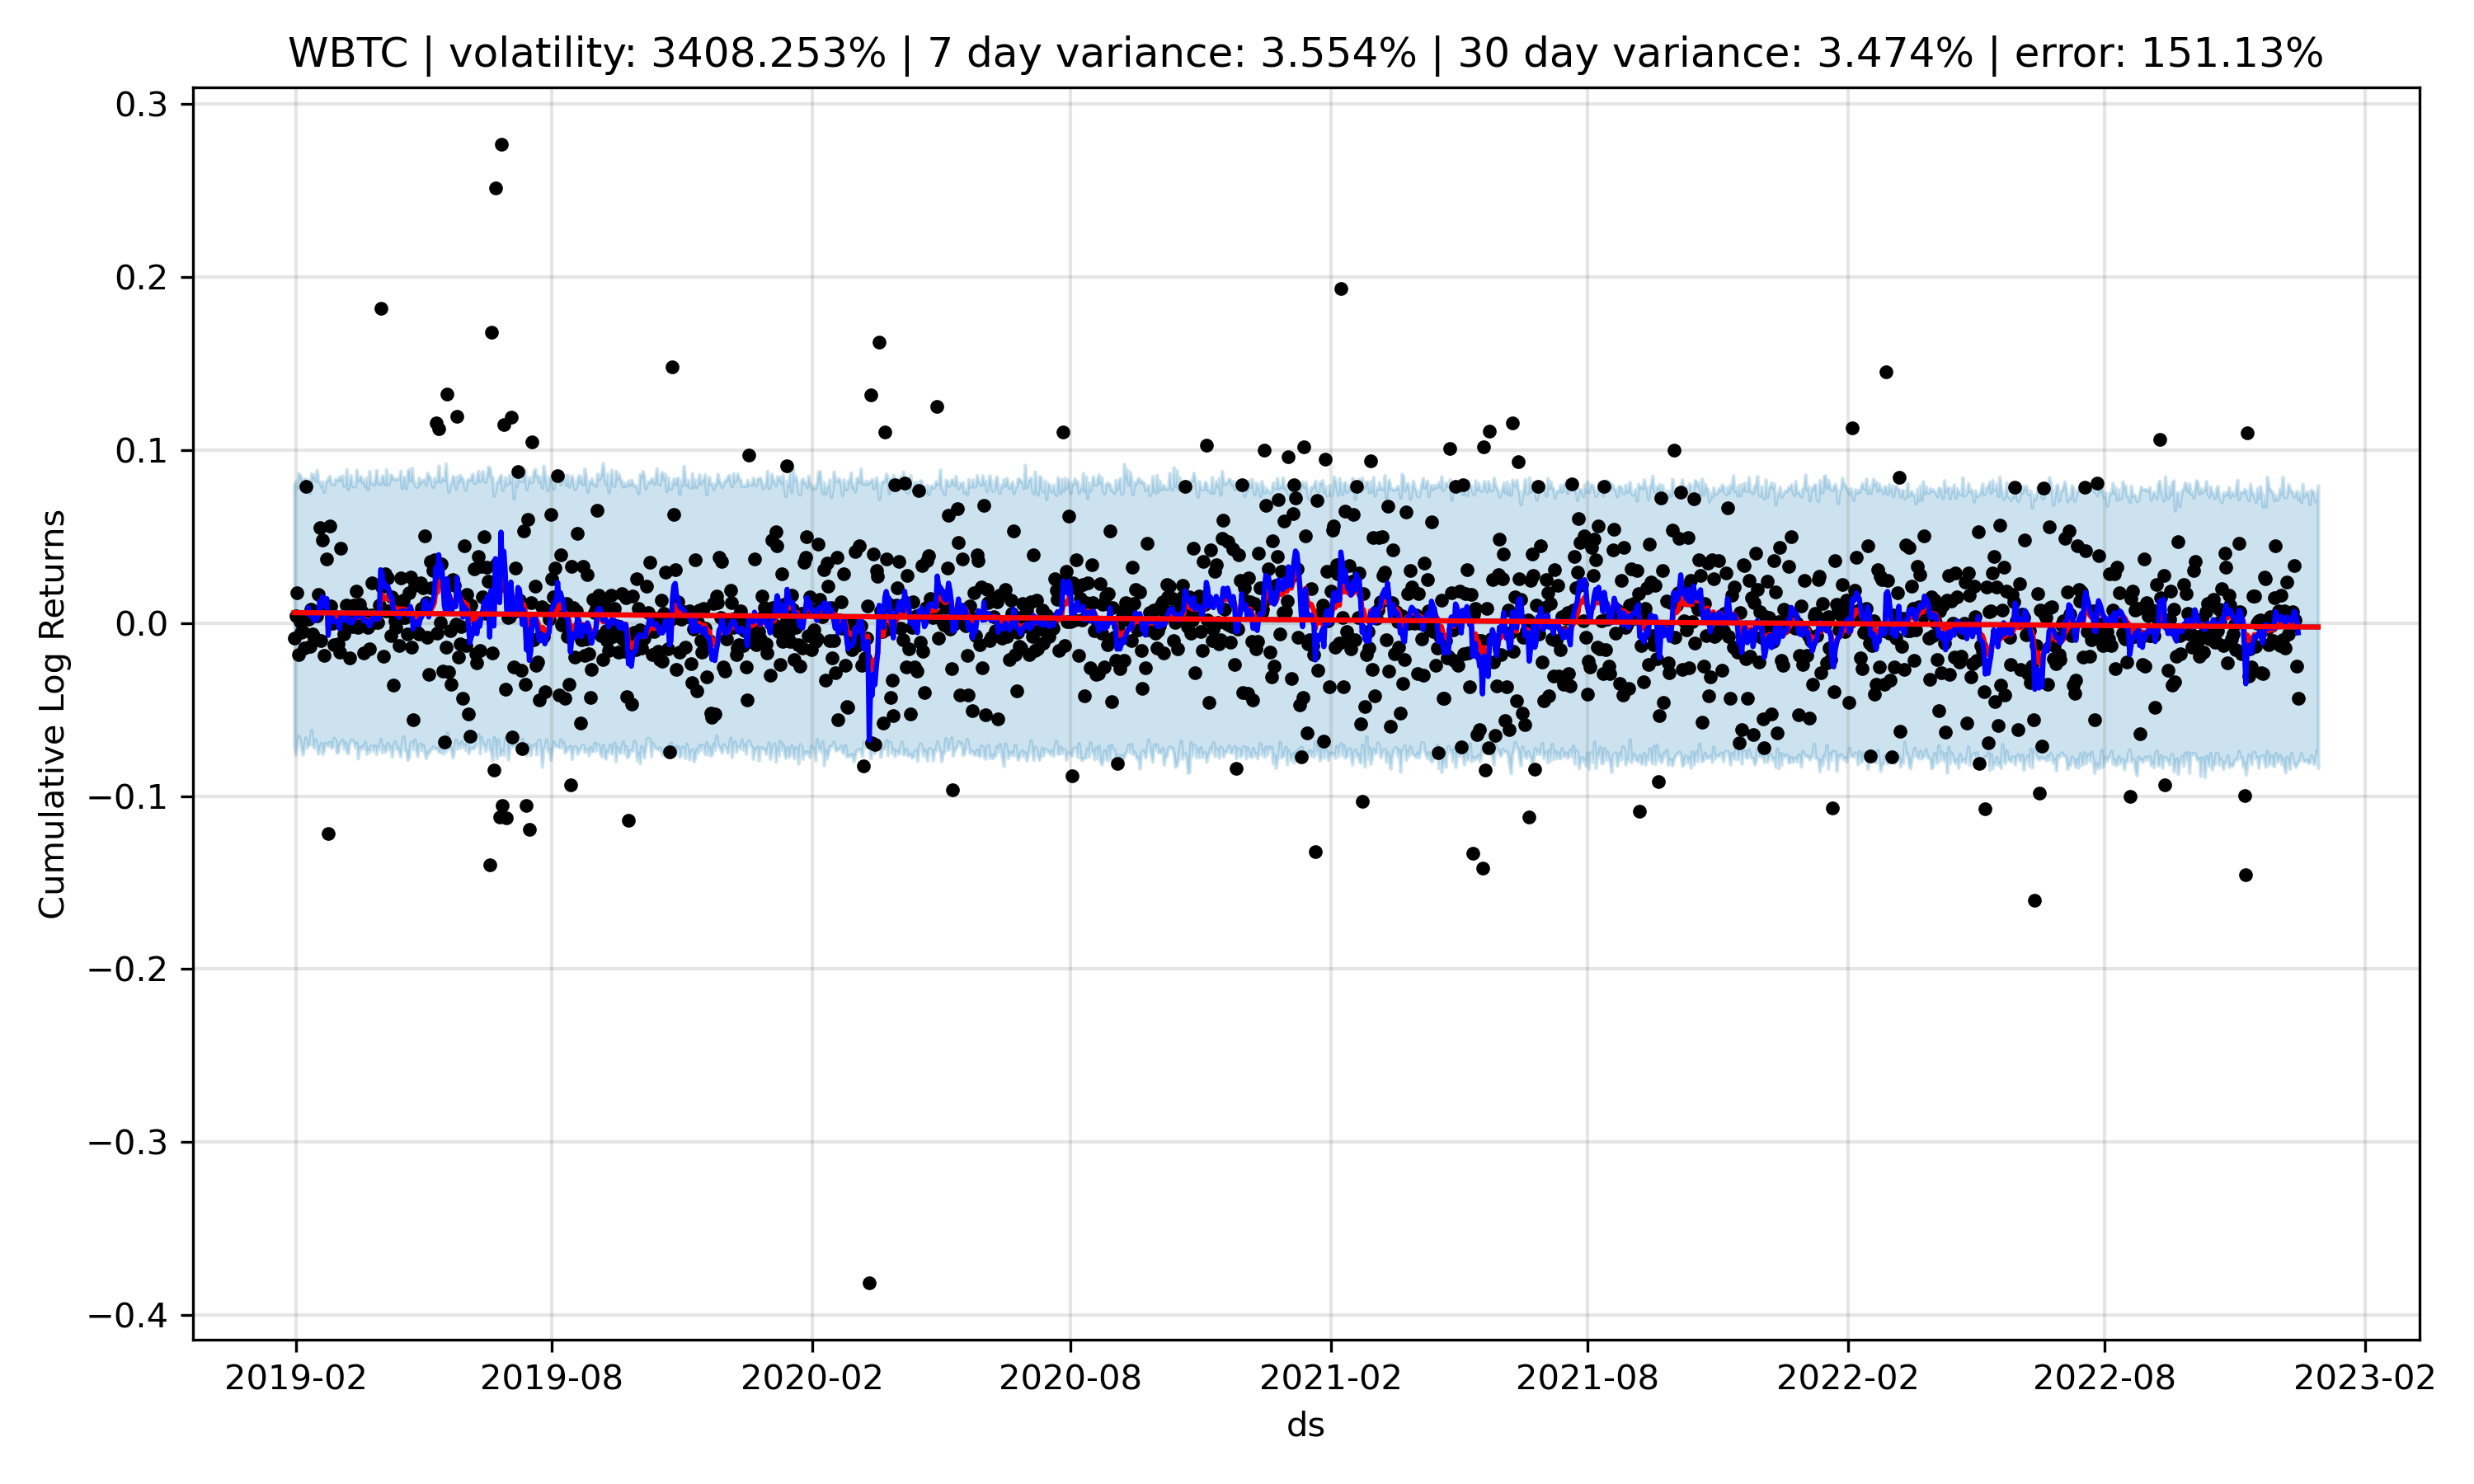 WBTC | volatility: 3408.253% | 7 day variance: 3.554% | 30 day variance: 3.474% | error: 151.13%
0.3
0.2
0.1
0.0
−0.1
−0.2
−0.3
−0.4
Cumulative Log Returns
2019-02 2019-08 2020-02 2020-08 2021-02 2021-08 2022-02 2022-08 2023-02
ds